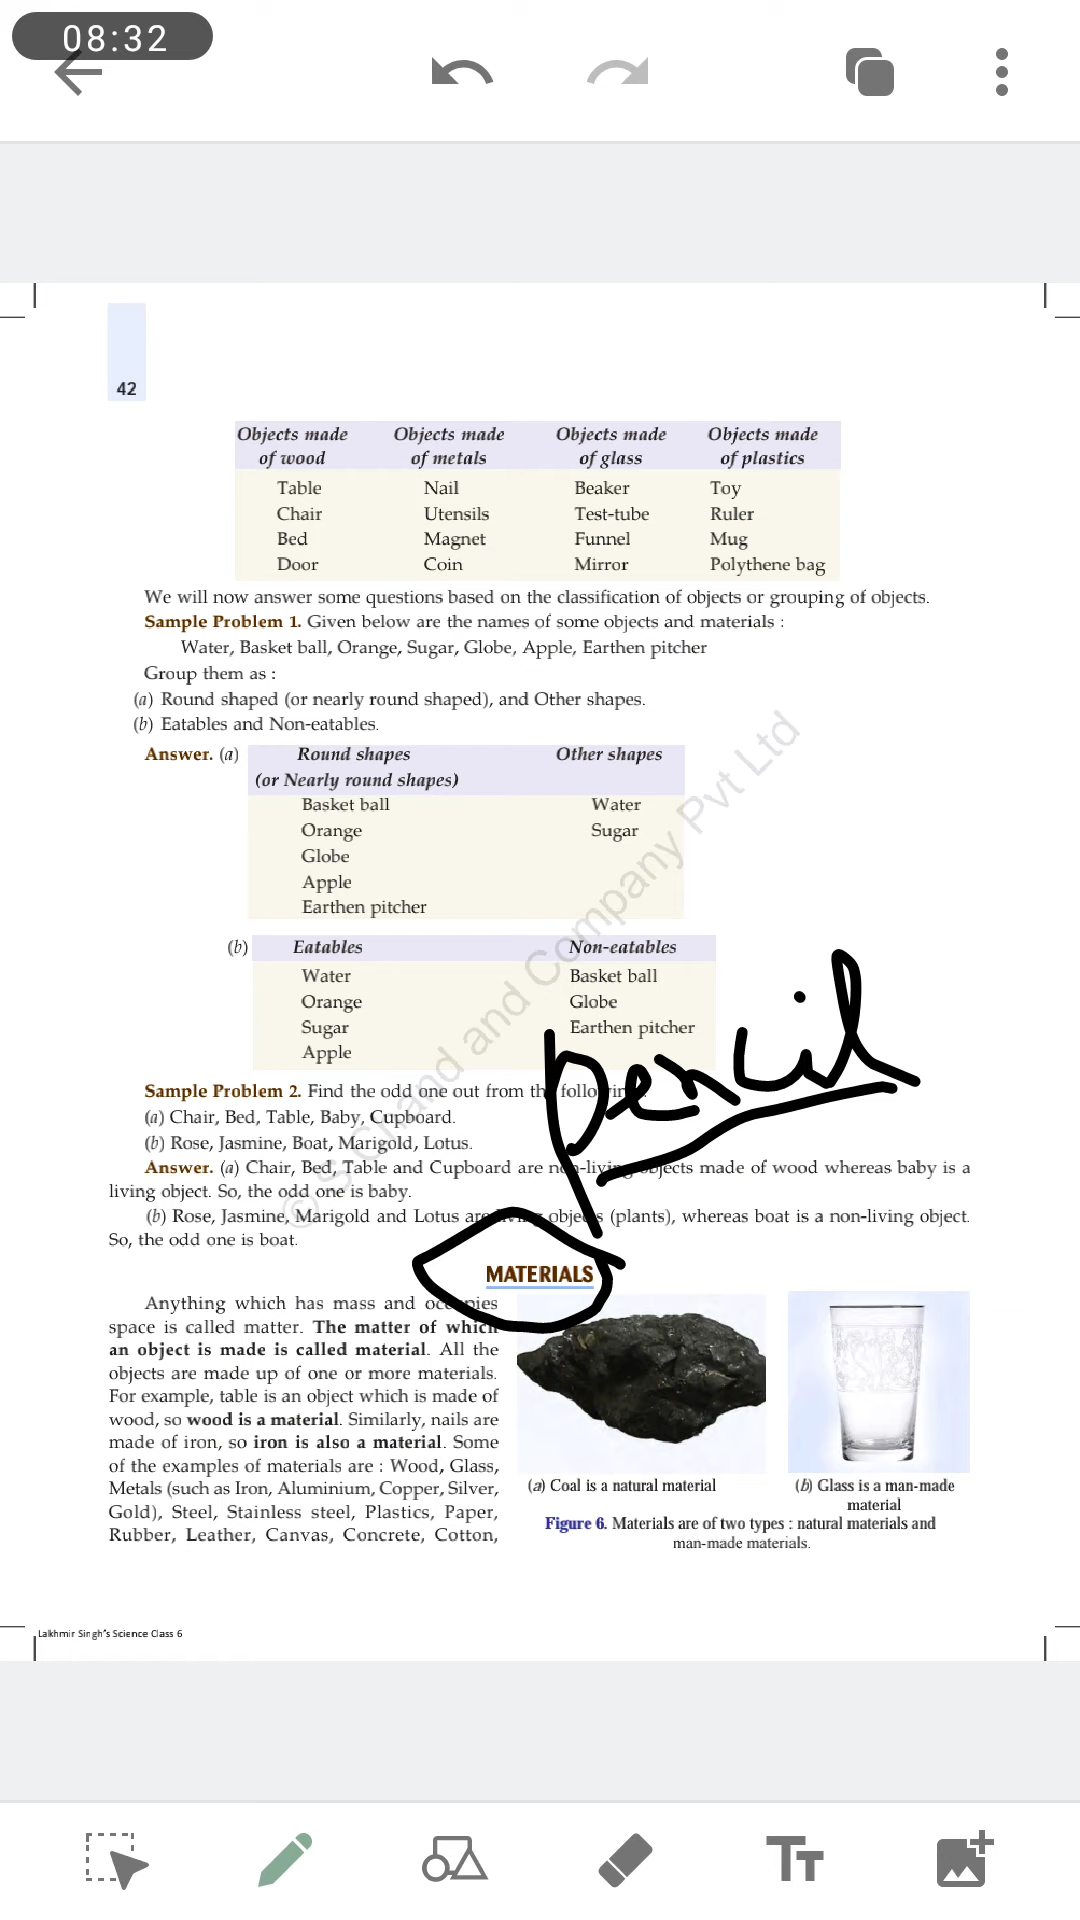 08:32
42
Objects made of wood Objects made of metals Objects made of glass Objects made of plastics
Table Nail Beaker Toy
Chair Utensils Test-tube Ruler
Bed Magnet Funnel Mug
Door Coin Mirror Polythene bag
We will now answer some questions based on the classification of objects or grouping of objects.
Sample Problem 1. Given below are the names of some objects and materials :
Water, Basket ball, Orange, Sugar, Globe, Apple, Earthen pitcher
Group them as :
(a) Round shaped (or nearly round shaped), and Other shapes.
(b) Eatables and Non-eatables.
Answer. (a) Round shapes Other shapes
(or Nearly round shapes)
Basket ball Water
Orange Sugar
Globe
Apple
Earthen pitcher
(b) Eatables Non-eatables
Water Basket ball
Orange Globe
Sugar Earthen pitcher
Apple
pencil
Sample Problem 2. Find the odd one out from the following :
(a) Chair, Bed, Table, Baby, Cupboard.
(b) Rose, Jasmine, Boat, Marigold, Lotus.
Answer. (a) Chair, Bed, Table and Cupboard are non-living objects made of wood whereas baby is a
living object. So, the odd one is baby.
(b) Rose, Jasmine, Marigold and Lotus are living objects (plants), whereas boat is a non-living object.
So, the odd one is boat.
MATERIALS
Anything which has mass and occupies
space is called matter. The matter of which
an object is made is called material. All the
objects are made up of one or more materials.
For example, table is an object which is made of
wood, so wood is a material. Similarly, nails are
made of iron, so iron is also a material. Some
of the examples of materials are : Wood, Glass,
Metals (such as Iron, Aluminium, Copper, Silver,
Gold), Steel, Stainless steel, Plastics, Paper,
Rubber, Leather, Canvas, Concrete, Cotton,
(a) Coal is a natural material
(b) Glass is a man-made
material
Figure 6. Materials are of two types : natural materials and
man-made materials.
© S Chand and Company Pvt Ltd
Lakhmir Singh's Science Class 6
TT